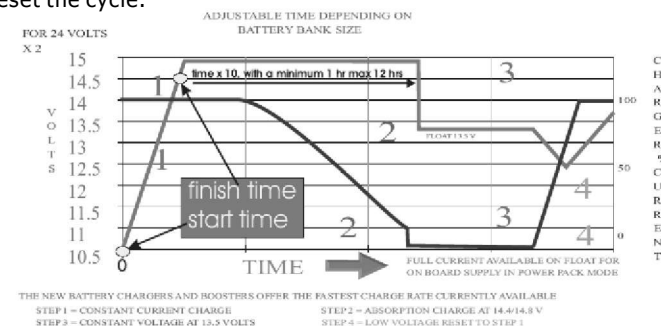 reset the cycle.
ADJUSTABLE TIME DEPENDING ON
BATTERY BANK SIZE
FOR 24 VOLTS
X 2
15
14.5
14
13.5
13
12.5
12
11.5
11
10.5
VOLTS
1
time x 10, with a minimum 1 hr max 12 hrs
3
2
FLOAT 13.5 V
1
finish time
start time
2
3
4
4
100
50
0
CHARGER % CURRENT
0
TIME
FULL CURRENT AVAILABLE ON FLOAT FOR
ON BOARD SUPPLY IN POWER PACK MODE
THE NEW BATTERY CHARGERS AND BOOSTERS OFFER THE FASTEST CHARGE RATE CURRENTLY AVAILABLE
STEP 1 = CONSTANT CURRENT CHARGE
STEP 2 = ABSORPTION CHARGE AT 14.4/14.8 V
STEP 3 = CONSTANT VOLTAGE AT 13.5 VOLTS
STEP 4 = LOW VOLTAGE RESET TO STEP 1